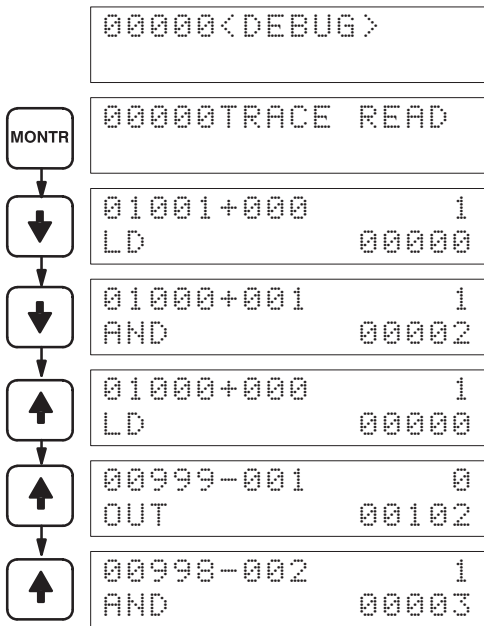 00000<DEBUG>
MONTR
00000TRACE READ
01001+000 1
LD 00000
01000+001 1
AND 00002
01000+000 1
LD 00000
00999-001 0
OUT 00102
00998-002 1
AND 00003